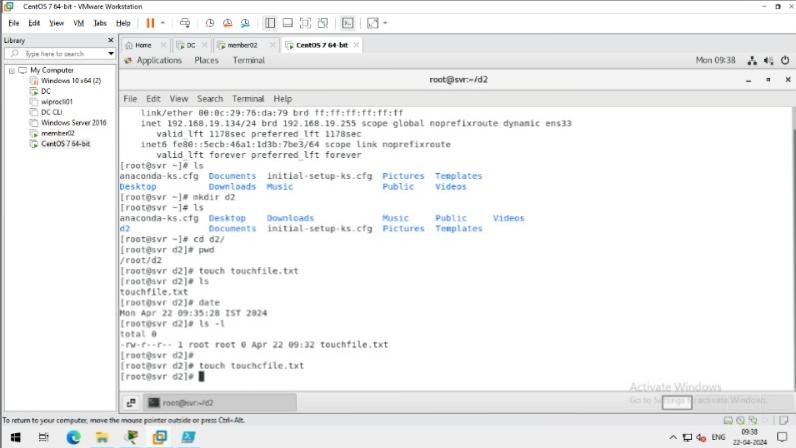 CentOS 7 64-bit - VMware Workstation
File Edit View VM Tabs Help
Library
Type here to search
My Computer
Windows 10 x64 (2)
DC
wiprocli01
DC CLI
Windows Server 2016
member02
CentOS 7 64-bit
Home DC member02 CentOS 7 64-bit
Applications Places Terminal Mon 09:38
root@svr:~/d2
File Edit View Search Terminal Help
link/ether 00:0c:29:76:da:79 brd ff:ff:ff:ff:ff:ff
inet 192.168.19.134/24 brd 192.168.19.255 scope global noprefixroute dynamic ens33
valid_lft 1178sec preferred_lft 1178sec
inet6 fe80::5ecb:46a1:1d3b:7be3/64 scope link noprefixroute
valid_lft forever preferred_lft forever
[root@svr ~]# ls
anaconda-ks.cfg Documents initial-setup-ks.cfg Pictures Templates
Desktop Downloads Music Public Videos
[root@svr ~]# mkdir d2
[root@svr ~]# ls
anaconda-ks.cfg Desktop Downloads Music Public Videos
d2 Documents initial-setup-ks.cfg Pictures Templates
[root@svr ~]# cd d2/
[root@svr d2]# pwd
/root/d2
[root@svr d2]# touch touchfile.txt
[root@svr d2]# ls
touchfile.txt
[root@svr d2]# date
Mon Apr 22 09:35:28 IST 2024
[root@svr d2]# ls -l
total 0
-rw-r--r-- 1 root root 0 Apr 22 09:32 touchfile.txt
[root@svr d2]#
[root@svr d2]# touch touchcfile.txt
[root@svr d2]#
Activate Windows
Go to Settings to activate Windows.
root@svr:~/d2
To return to your computer, move the mouse pointer outside or press Ctrl+Alt.
ENG
09:38
22-04-2024